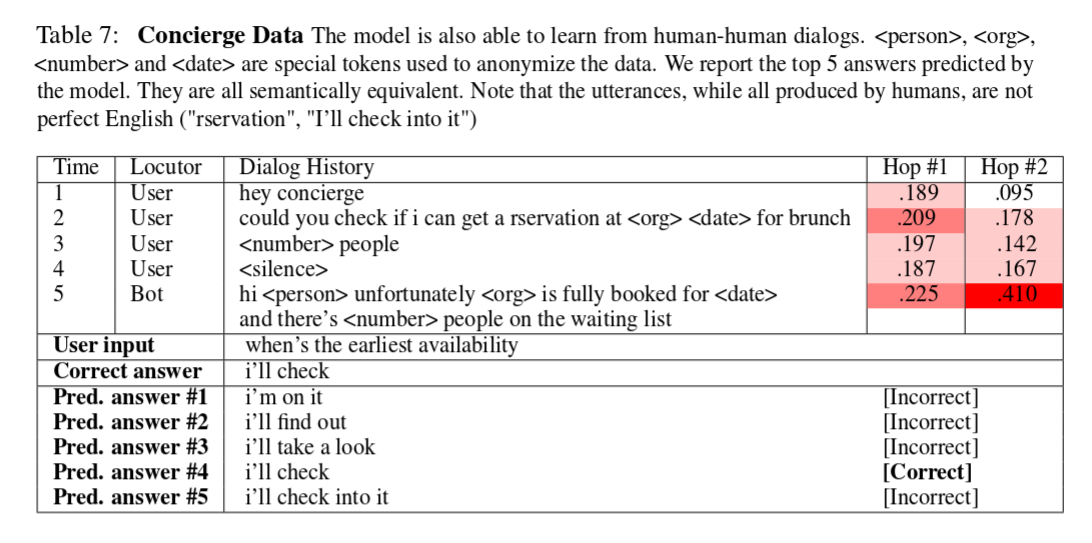 Table 7: Concierge Data The model is also able to learn from human-human dialogs. <person>, <org>,
<number> and <date> are special tokens used to anonymize the data. We report the top 5 answers predicted by
the model. They are all semantically equivalent. Note that the utterances, while all produced by humans, are not
perfect English ("rservation", "I'll check into it")
Time Locutor Dialog History Hop #1 Hop #2
1 User hey concierge .189 .095
2 User could you check if i can get a rservation at <org> <date> for brunch .209 .178
3 User <number> people .197 .142
4 User <silence> .187 .167
5 Bot hi <person> unfortunately <org> is fully booked for <date> .225 .410
and there's <number> people on the waiting list
User input when's the earliest availability
Correct answer i'll check
Pred. answer #1 i'm on it [Incorrect]
Pred. answer #2 i'll find out [Incorrect]
Pred. answer #3 i'll take a look [Incorrect]
Pred. answer #4 i'll check [Correct]
Pred. answer #5 i'll check into it [Incorrect]